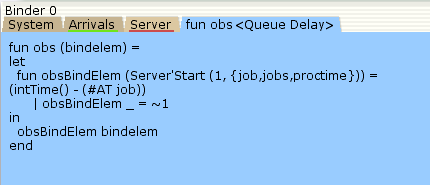 Binder 0
System Arrivals Server fun obs <Queue Delay>
fun obs (bindelem) =
let
fun obsBindElem (Server'Start (1, {job,jobs,proctime})) =
(intTime() - (#AT job))
| obsBindElem _ = ~1
in
obsBindElem bindelem
end